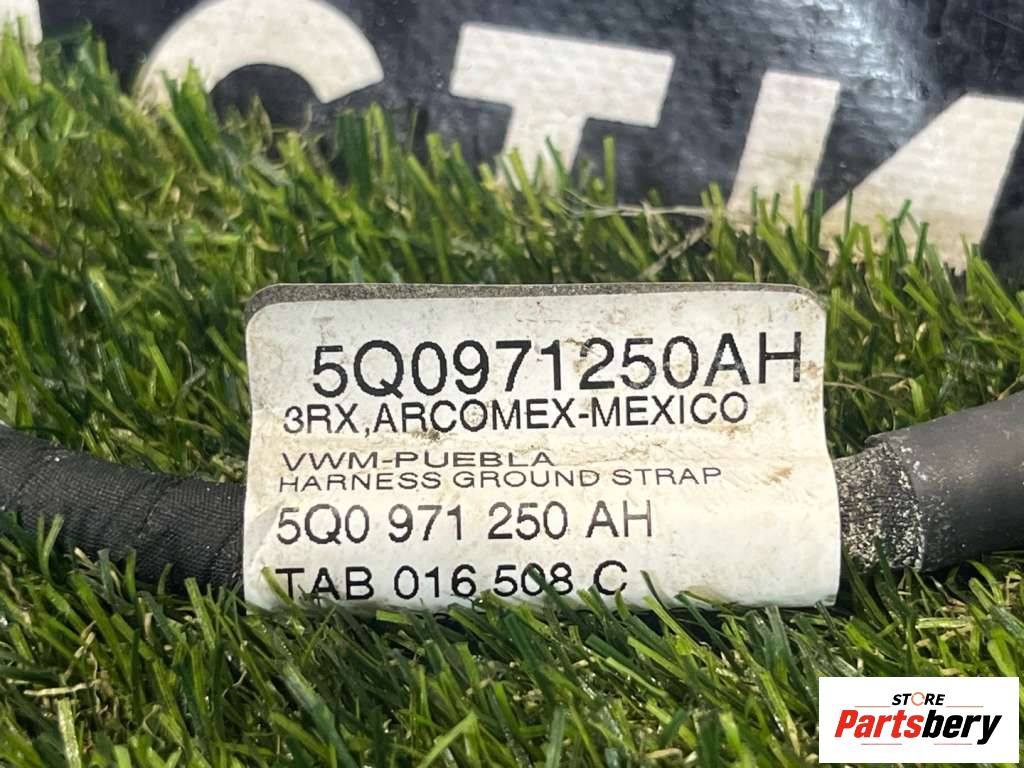 5Q0971250AH
3RX,ARCOMEX-MEXICO
VWM-PUEBLA
HARNESS GROUND STRAP
5Q0 971 250 AH
TAB 016 508 C
STORE
Partsbery